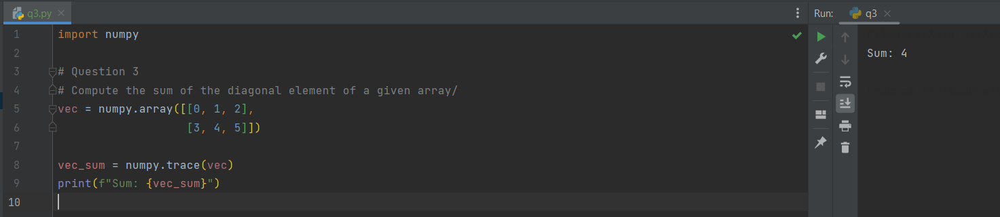 q3.py
Run: q3
1 import numpy
2
3 # Question 3
4 # Compute the sum of the diagonal element of a given array/
5 vec = numpy.array([[0, 1, 2],
6                    [3, 4, 5]])
7
8 vec_sum = numpy.trace(vec)
9 print(f"Sum: {vec_sum}")
10
Sum: 4